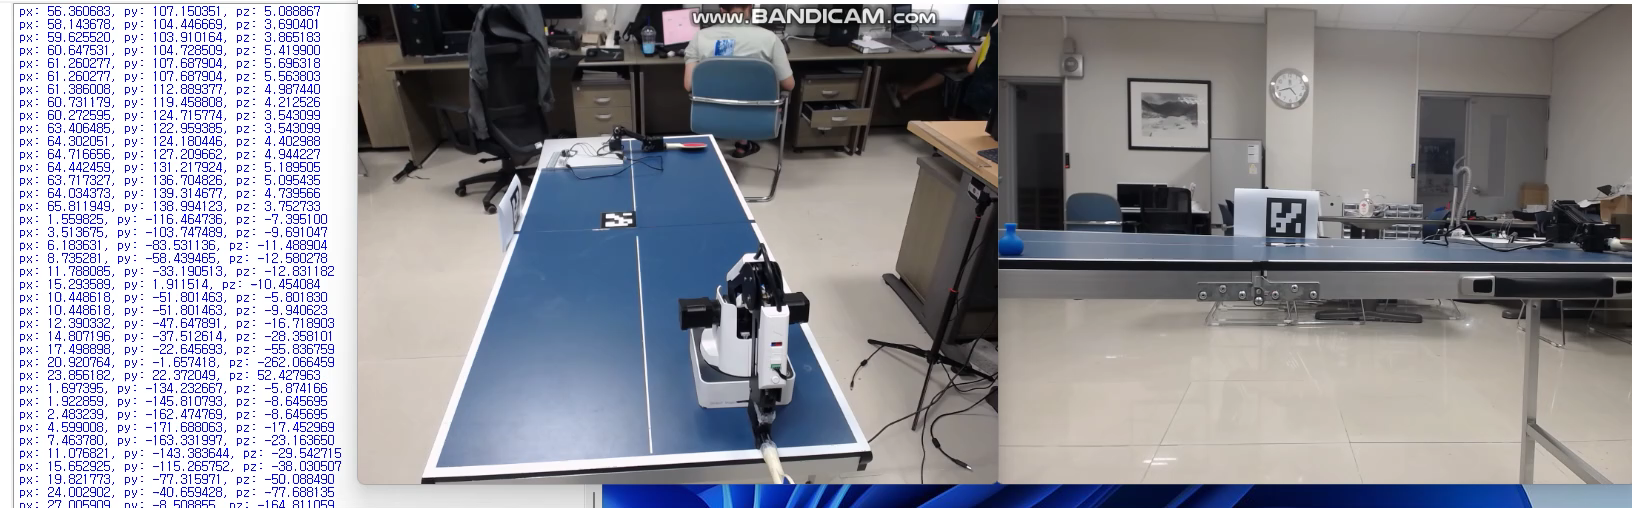 px: 56.360683, py: 107.150351, pz: 5.088867
px: 58.143678, py: 104.446669, pz: 3.690401
px: 59.625520, py: 103.910164, pz: 3.865183
px: 60.647531, py: 104.728509, pz: 5.419900
px: 61.260277, py: 107.687904, pz: 5.696318
px: 61.260277, py: 107.687904, pz: 5.563803
px: 61.386008, py: 112.889377, pz: 4.987440
px: 60.731179, py: 119.458808, pz: 4.212526
px: 60.272595, py: 124.715774, pz: 3.543099
px: 63.406485, py: 122.959385, pz: 3.543099
px: 64.302051, py: 124.180446, pz: 4.402988
px: 64.716656, py: 127.209662, pz: 4.944227
px: 64.442459, py: 131.217924, pz: 5.189505
px: 63.717327, py: 136.704826, pz: 5.095435
px: 64.034373, py: 139.314677, pz: 4.739566
px: 65.811949, py: 138.994123, pz: 3.752733
px: 1.559825, py: -116.464736, pz: -7.395100
px: 3.513675, py: -103.747489, pz: -9.691047
px: 6.183631, py: -83.531136, pz: -11.488904
px: 8.735281, py: -58.439465, pz: -12.580278
px: 11.788085, py: -33.190513, pz: -12.831182
px: 15.293589, py: 1.911514, pz: -10.454084
px: 10.448618, py: -51.801463, pz: -5.801830
px: 10.448618, py: -51.801463, pz: -9.940623
px: 12.390332, py: -47.647891, pz: -16.718903
px: 14.807196, py: -37.512614, pz: -28.358101
px: 17.498898, py: -22.645693, pz: -55.836759
px: 20.920764, py: -1.657418, pz: -262.066459
px: 23.856182, py: 22.372049, pz: 52.427963
px: 1.697395, py: -134.232667, pz: -5.874166
px: 1.922859, py: -145.810793, pz: -8.645695
px: 2.483239, py: -162.474769, pz: -8.645695
px: 4.599008, py: -171.688063, pz: -17.452969
px: 7.463780, py: -163.331997, pz: -23.163650
px: 11.076821, py: -143.383644, pz: -29.542715
px: 15.652925, py: -115.265752, pz: -38.030507
px: 19.821773, py: -77.315971, pz: -50.088490
px: 24.002902, py: -40.659428, pz: -77.688135
px: 27.005909, py: -8.508855, pz: -164.811059
www.BANDICAM.com